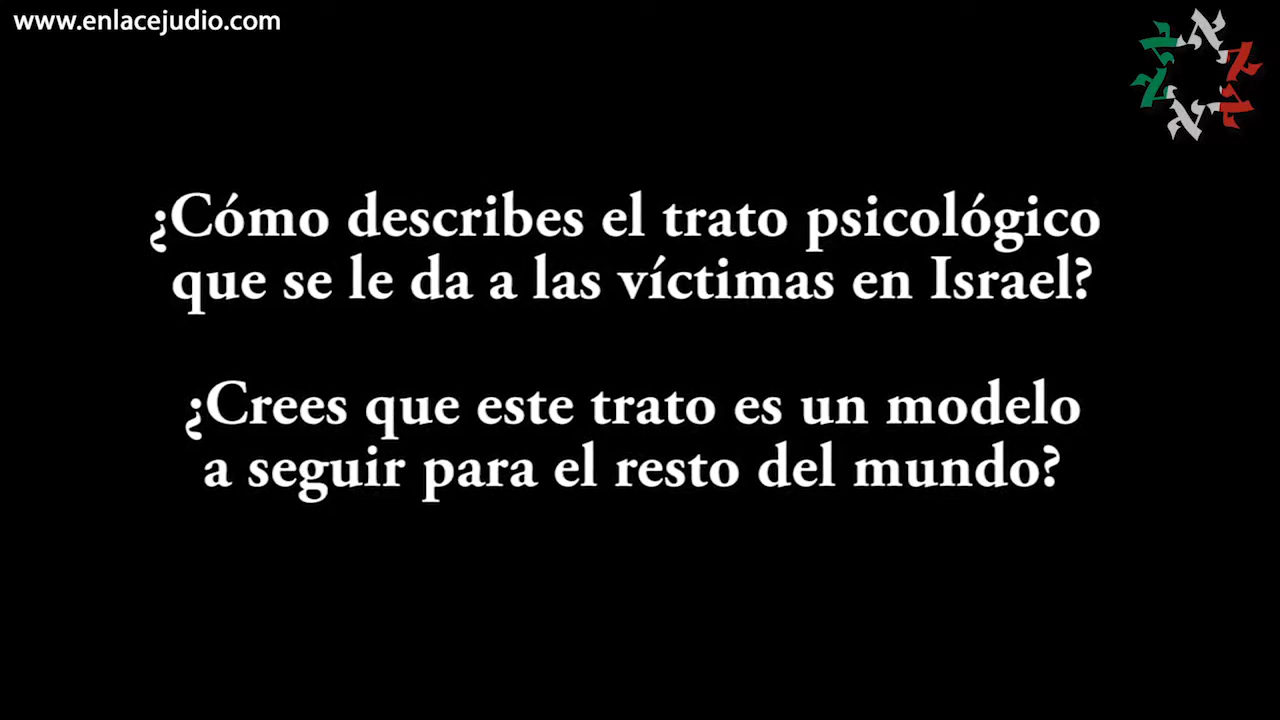 www.enlacejudio.com
¿Cómo describes el trato psicológico
que se le da a las víctimas en Israel?
¿Crees que este trato es un modelo
a seguir para el resto del mundo?